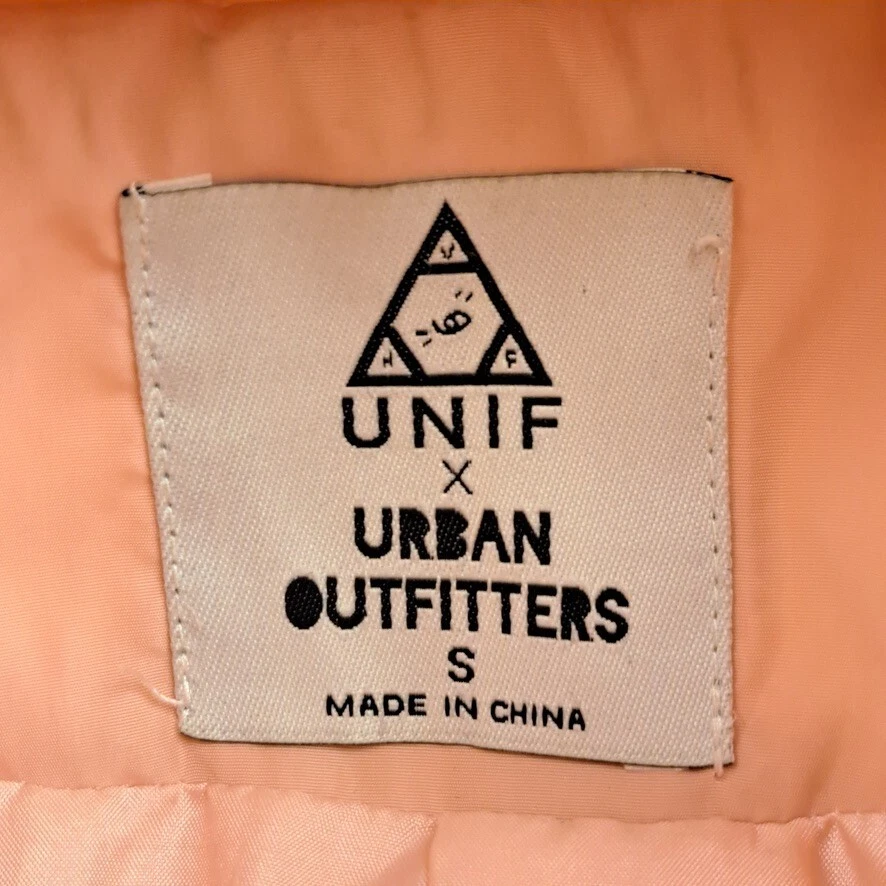 U
N F
UNIF
X
URBAN
OUTFITTERS
S
MADE IN CHINA